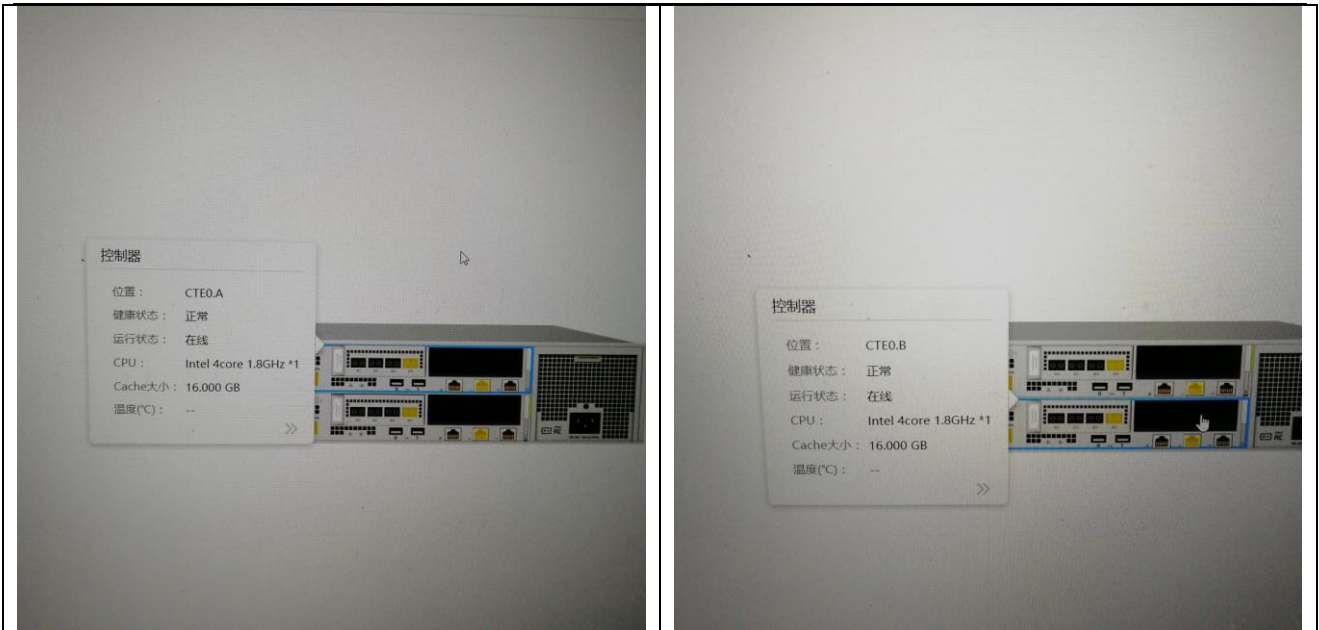 控制器
位置： CTE0.A
健康状态： 正常
运行状态： 在线
CPU： Intel 4core 1.8GHz *1
Cache大小： 16.000 GB
温度(℃)： --
控制器
位置： CTE0.B
健康状态： 正常
运行状态： 在线
CPU： Intel 4core 1.8GHz *1
Cache大小： 16.000 GB
温度(℃)： --